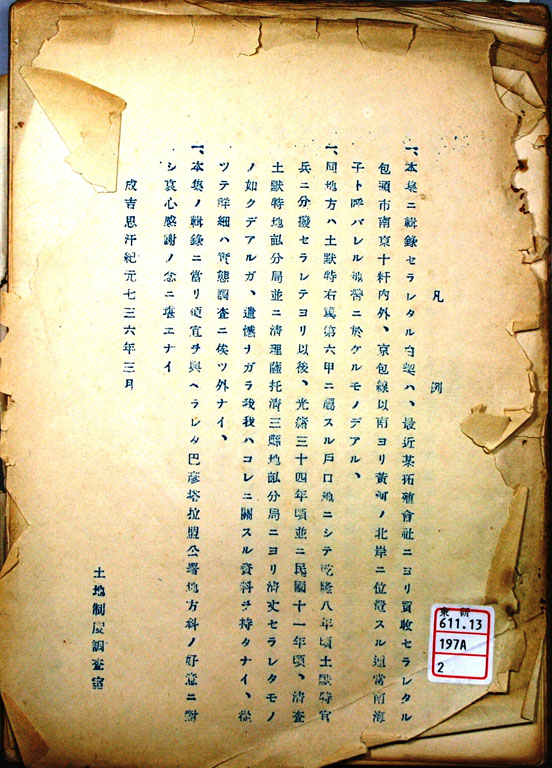 凡例
一、本集ニ輯錄セラレタル白契ハ、最近某拓殖會社ニヨリ買收セラレタル
包頭市南京十粁內外、京包線以南ヨリ黃河ノ北岸ニ位置スル通常南海
子ト呼バレル地帶ニ於ケルモノデアル、
一、同地方ハ土默特右翼第六甲ニ屬スル戶口地ニシテ乾隆八年頃土默特官
兵ニ分撥セラレテヨリ以後、光緒三十四年頃並ニ民國十一年頃、淸査
土默特地畝分局並ニ淸理薩托淸三縣地畝分局ニヨリ淸丈セラレタモノ
ノ如クデアルガ、遺憾ナガラ我我ハコレニ關スル資料ヲ持タナイ、從
ツテ詳細ハ實態調査ニ俟ツ外ナイ、
一、本集ノ輯錄ニ當リ便宜ヲ與ヘラレタ巴彥塔拉盟公署地方科ノ好意ニ對
シ衷心感謝ノ念ニ堪エナイ
成吉思汗紀元七三六年三月
土地制度調査室
東研
611.13
197A
2